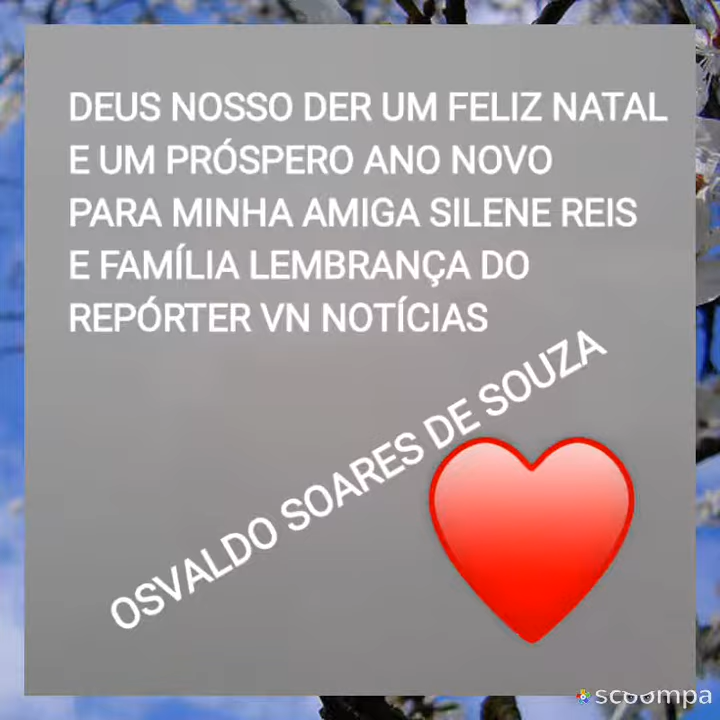 DEUS NOSSO DER UM FELIZ NATAL
E UM PRÓSPERO ANO NOVO
PARA MINHA AMIGA SILENE REIS
E FAMÍLIA LEMBRANÇA DO
REPÓRTER VN NOTÍCIAS
OSVALDO SOARES DE SOUZA
scoompa